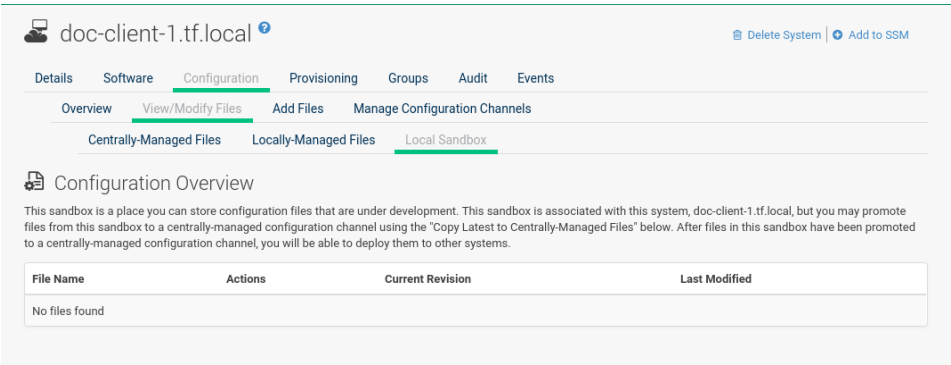 doc-client-1.tf.local ?
Delete System | Add to SSM
Details Software Configuration Provisioning Groups Audit Events
Overview View/Modify Files Add Files Manage Configuration Channels
Centrally-Managed Files Locally-Managed Files Local Sandbox
Configuration Overview
This sandbox is a place you can store configuration files that are under development. This sandbox is associated with this system, doc-client-1.tf.local, but you may promote
files from this sandbox to a centrally-managed configuration channel using the "Copy Latest to Centrally-Managed Files" below. After files in this sandbox have been promoted
to a centrally-managed configuration channel, you will be able to deploy them to other systems.
File Name Actions Current Revision Last Modified
No files found